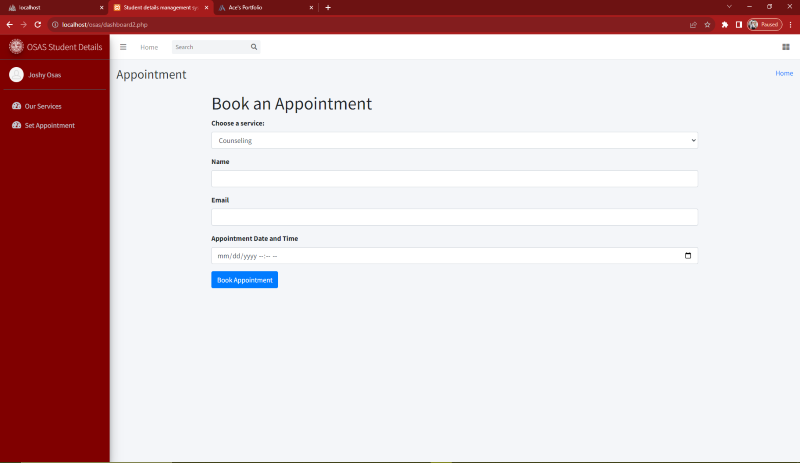 localhost
Student details management sy
Ace's Portfolio
localhost/osas/dashboard2.php
Paused
OSAS Student Details
Home
Search
Joshy Osas
Appointment
Home
Our Services
Set Appointment
Book an Appointment
Choose a service:
Counseling
Name
Email
Appointment Date and Time
mm/dd/yyyy --:-- --
Book Appointment